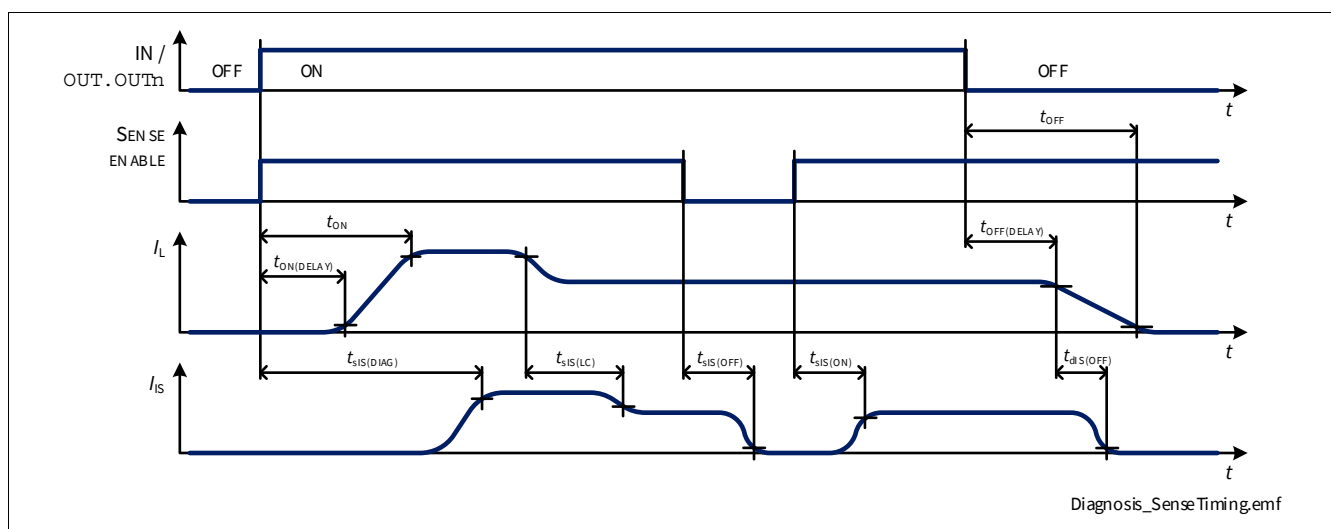 IN /
OUT.OUTn
OFF
ON
OFF
t
tOFF
SENSE
ENABLE
t
tON
tOFF(DELAY)
IL
tON(DELAY)
t
tsIS(DIAG)
tsIS(LC)
tsIS(OFF)
tsIS(ON)
tdIS(OFF)
IIS
t
Diagnosis_SenseTiming.emf